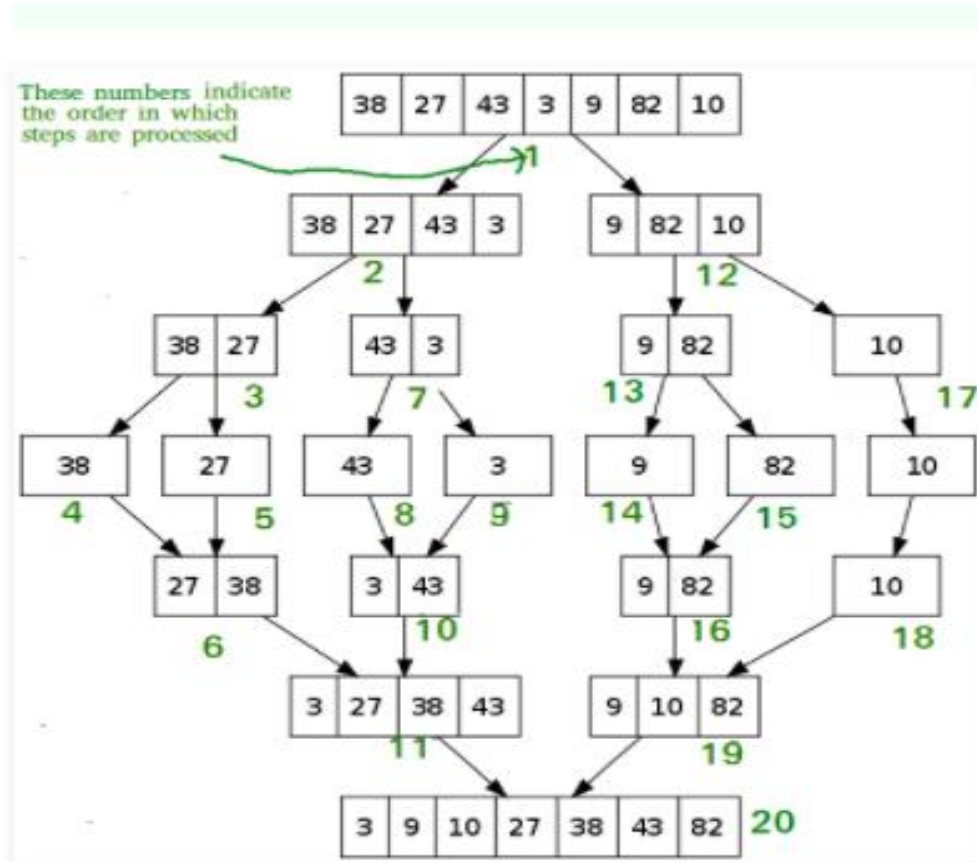 These numbers indicate
the order in which
steps are processed
38 27 43 3 9 82 10
1
38 27 43 3 9 82 10
2 12
38 27 43 3 9 82 10
3 7 13 17
38 27 43 3 9 82 10
4 5 8 9 14 15
27 38 3 43 9 82 10
6 10 16 18
3 27 38 43 9 10 82
11 19
3 9 10 27 38 43 82 20